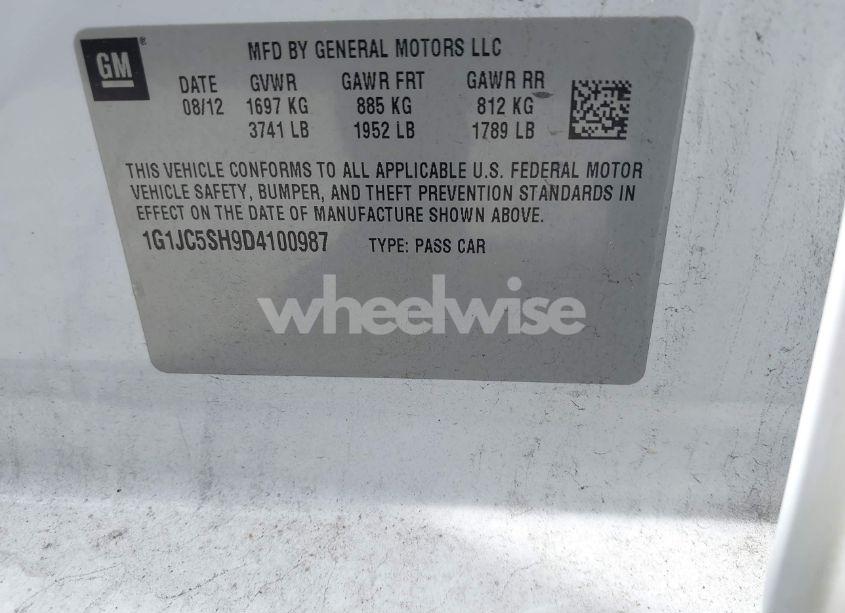 GM ® MFD BY GENERAL MOTORS LLC
DATE GVWR GAWR FRT GAWR RR
08/12 1697 KG 885 KG 812 KG
3741 LB 1952 LB 1789 LB
THIS VEHICLE CONFORMS TO ALL APPLICABLE U.S. FEDERAL MOTOR
VEHICLE SAFETY, BUMPER, AND THEFT PREVENTION STANDARDS IN
EFFECT ON THE DATE OF MANUFACTURE SHOWN ABOVE.
1G1JC5SH9D4100987 TYPE: PASS CAR
wheelwise